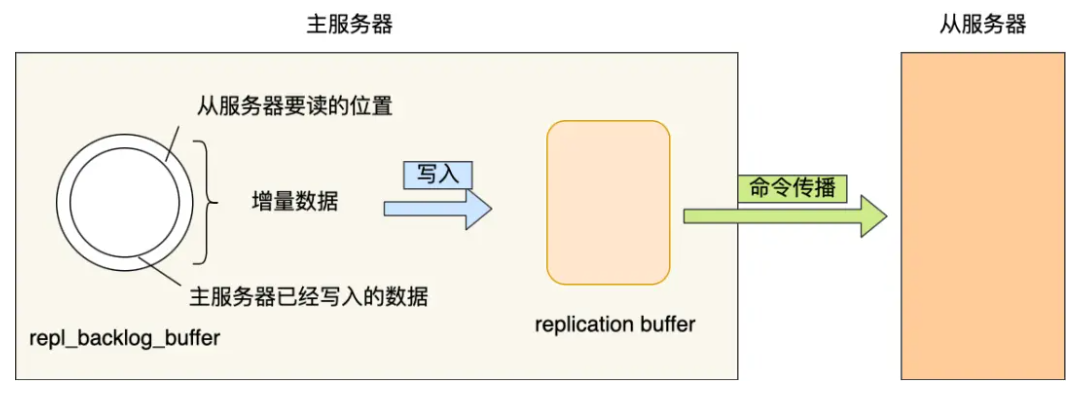 主服务器
从服务器
从服务器要读的位置
写入
命令传播
增量数据
主服务器已经写入的数据
replication buffer
repl_backlog_buffer